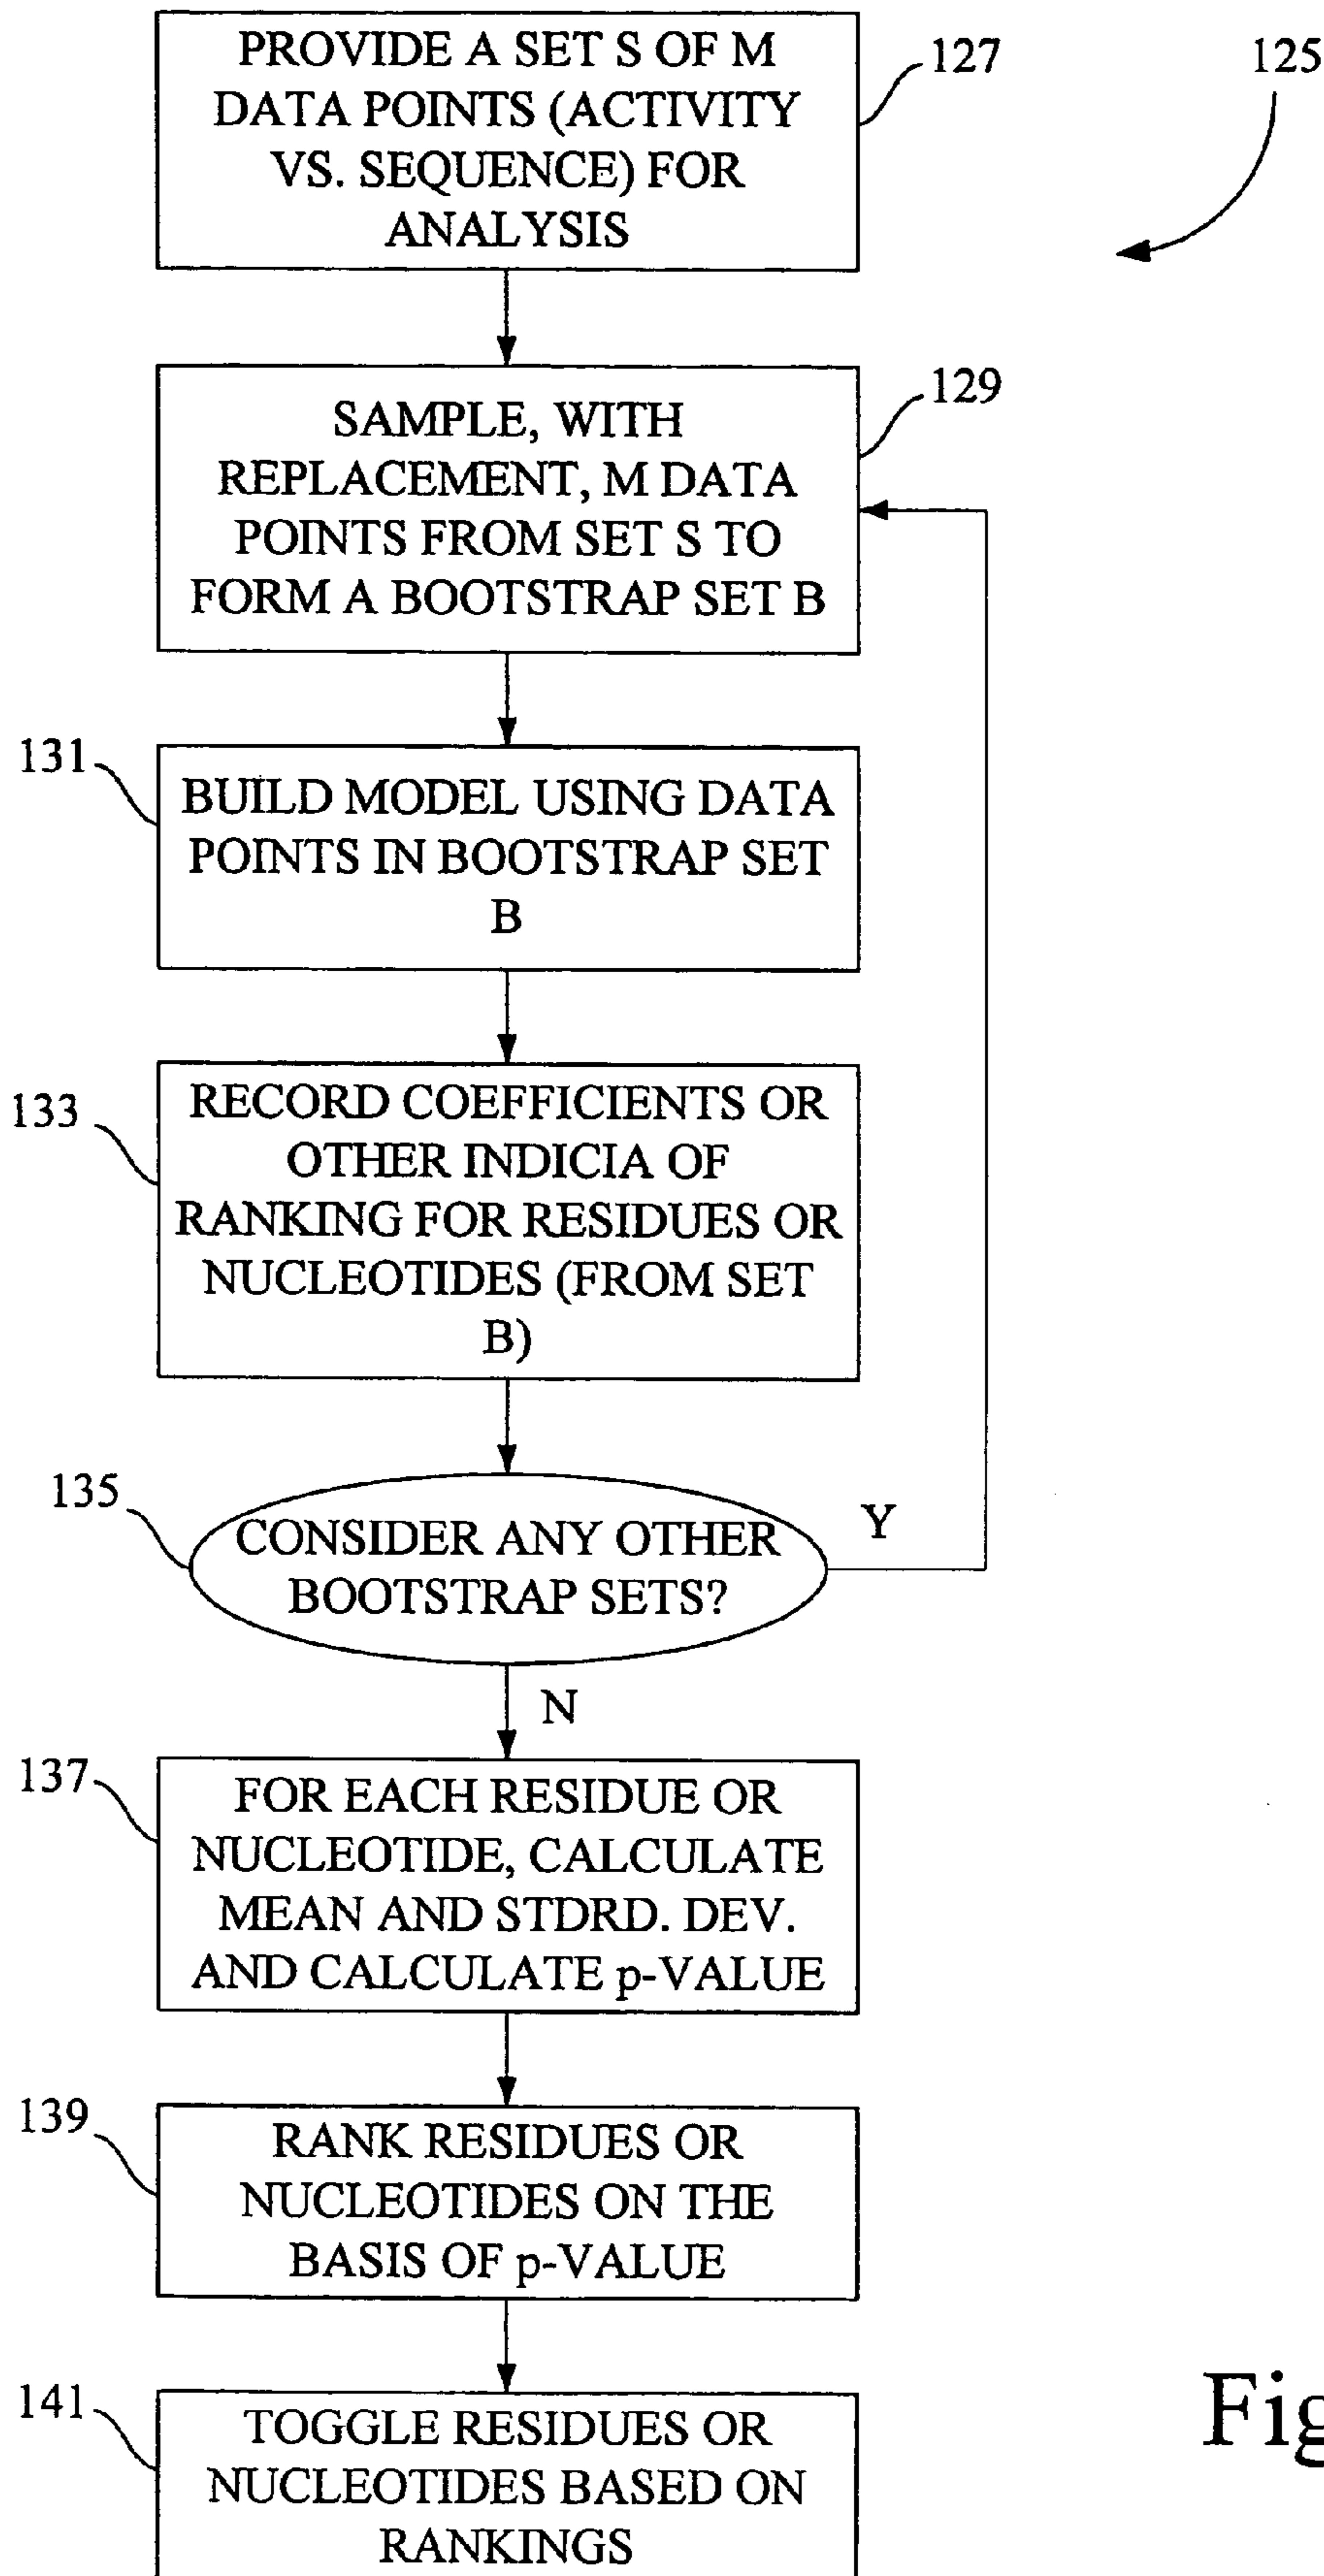 PROVIDE A SET S OF M
DATA POINTS (ACTIVITY
VS. SEQUENCE) FOR
ANALYSIS
127
125
SAMPLE, WITH
REPLACEMENT, M DATA
POINTS FROM SET S TO
FORM A BOOTSTRAP SET B
129
131
BUILD MODEL USING DATA
POINTS IN BOOTSTRAP SET
B
133
RECORD COEFFICIENTS OR
OTHER INDICIA OF
RANKING FOR RESIDUES OR
NUCLEOTIDES (FROM SET
B)
135
CONSIDER ANY OTHER
BOOTSTRAP SETS?
Y
N
137
FOR EACH RESIDUE OR
NUCLEOTIDE, CALCULATE
MEAN AND STDRD. DEV.
AND CALCULATE p-VALUE
139
RANK RESIDUES OR
NUCLEOTIDES ON THE
BASIS OF p-VALUE
141
TOGGLE RESIDUES OR
NUCLEOTIDES BASED ON
RANKINGS
Fig